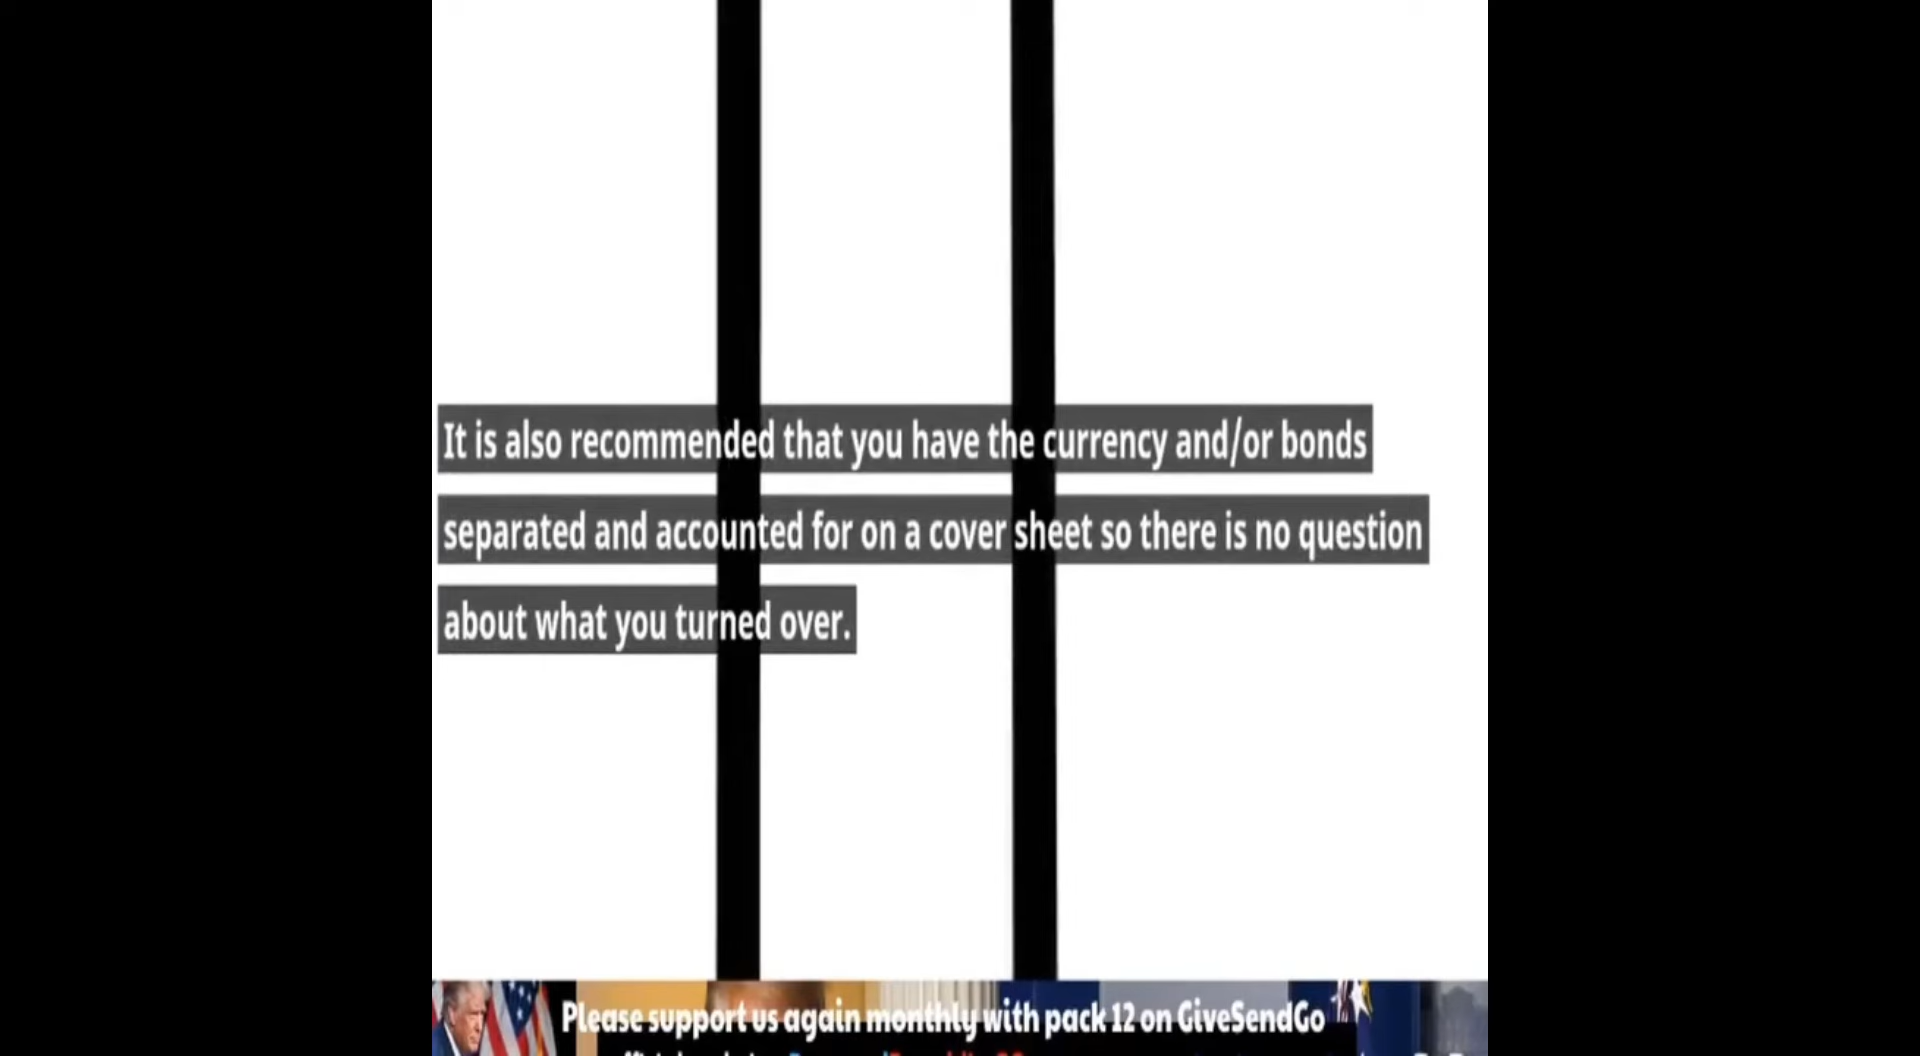 It is also recommended that you have the currency and/or bonds
separated and accounted for on a cover sheet so there is no question
about what you turned over.
Please support us again monthly with pack 12 on GiveSendGo